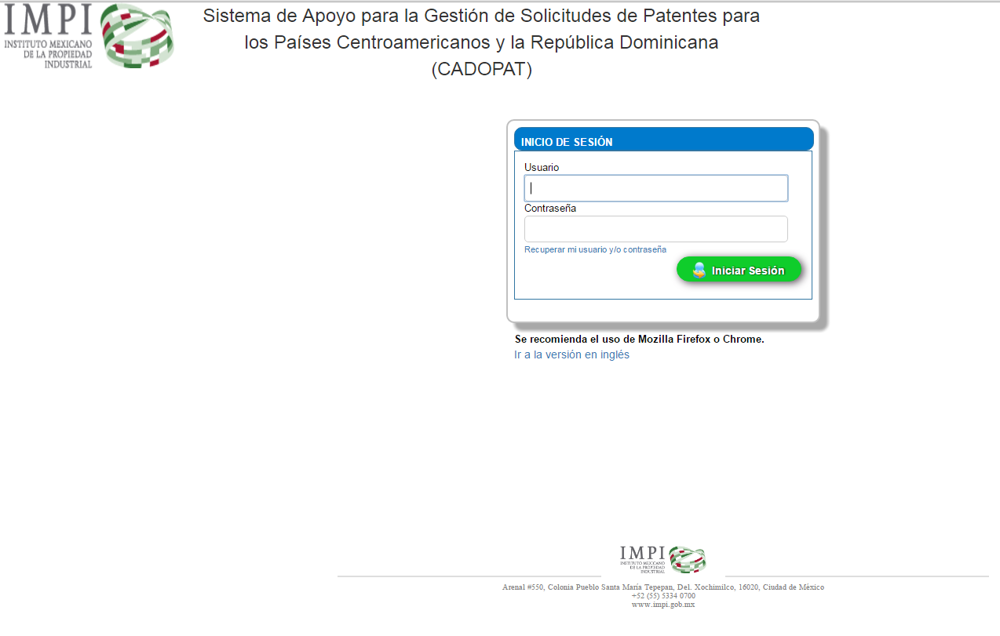 IMPI
INSTITUTO MEXICANO
DE LA PROPIEDAD
INDUSTRIAL
Sistema de Apoyo para la Gestión de Solicitudes de Patentes para
los Países Centroamericanos y la República Dominicana
(CADOPAT)
INICIO DE SESIÓN
Usuario
Contraseña
Recuperar mi usuario y/o contraseña
Iniciar Sesión
Se recomienda el uso de Mozilla Firefox o Chrome.
Ir a la versión en inglés
IMPI
INSTITUTO MEXICANO
DE LA PROPIEDAD
INDUSTRIAL
Arenal #550, Colonia Pueblo Santa María Tepepan, Del. Xochimilco, 16020, Ciudad de México
+52 (55) 5334 0700
www.impi.gob.mx